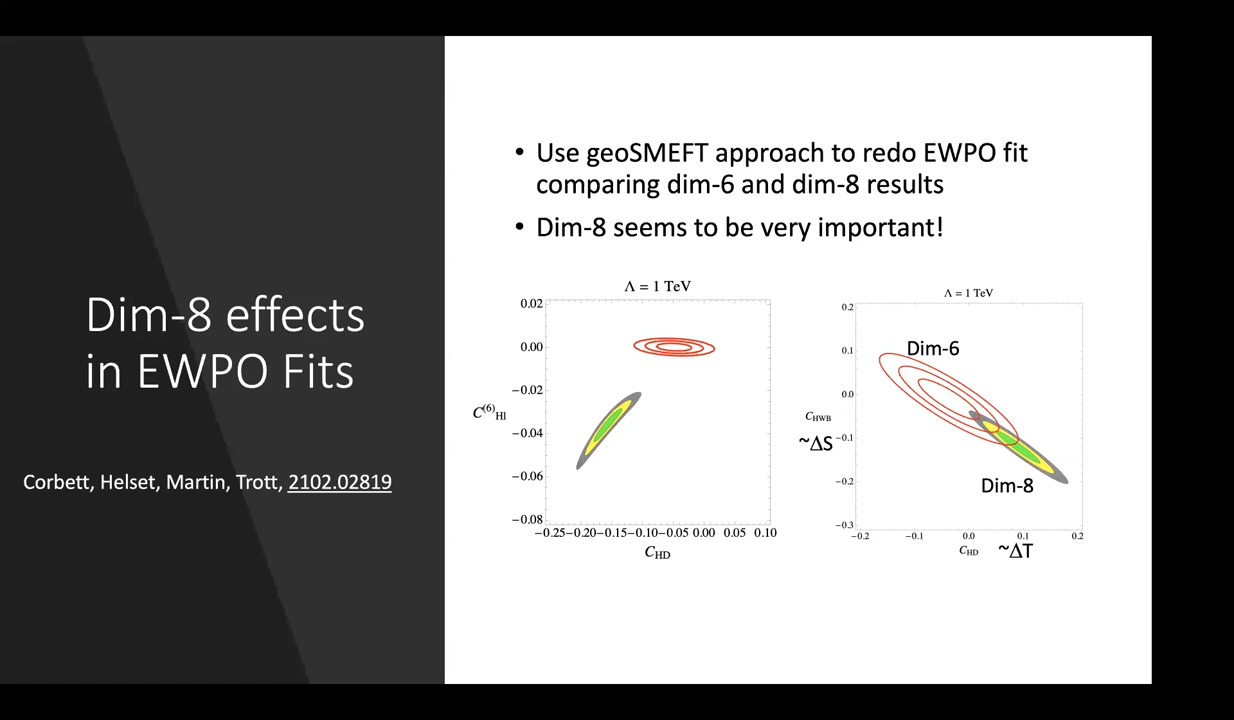 Dim-8 effects
in EWPO Fits
Corbett, Helset, Martin, Trott, 2102.02819
• Use geoSMEFT approach to redo EWPO fit
comparing dim-6 and dim-8 results
• Dim-8 seems to be very important!
Λ = 1 TeV
0.02
0.00
−0.02
−0.04
−0.06
−0.08
C⁽⁶⁾Hl
−0.25 −0.20 −0.15 −0.10 −0.05 0.00 0.05 0.10
C_HD
Λ = 1 TeV
0.2
0.1
0.0
−0.1
−0.2
−0.3
Dim-6
C_HWB
~ΔS
Dim-8
−0.2 −0.1 0.0 0.1 0.2
C_HD ~ΔT